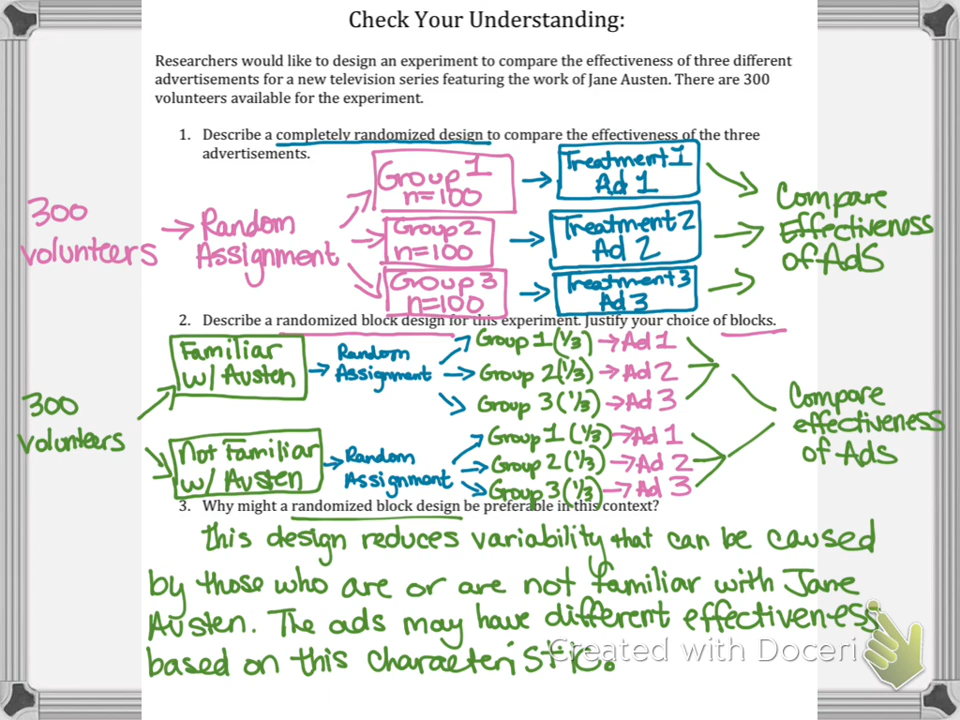 Check Your Understanding:
Researchers would like to design an experiment to compare the effectiveness of three different
advertisements for a new television series featuring the work of Jane Austen. There are 300
volunteers available for the experiment.
1. Describe a completely randomized design to compare the effectiveness of the three
advertisements.
300
volunteers
Random
Assignment
Group 1
n=100
Treatment 1
Ad 1
Group 2
n=100
Treatment 2
Ad 2
Group 3
n=100
Treatment 3
Ad 3
Compare
Effectiveness
of Ads
2. Describe a randomized block design for this experiment. Justify your choice of blocks.
300
volunteers
Familiar
w/ Austen
Random
Assignment
Group 1 (1/3) → Ad 1
Group 2 (1/3) → Ad 2
Group 3 (1/3) → Ad 3
Not Familiar
w/ Austen
Random
Assignment
Group 1 (1/3) → Ad 1
Group 2 (1/3) → Ad 2
Group 3 (1/3) → Ad 3
Compare
effectiveness
of Ads
3. Why might a randomized block design be preferable in this context?
This design reduces variability that can be caused
by those who are or are not familiar with Jane
Austen. The ads may have different effectiveness
based on this characteristic.
Created with Doceri